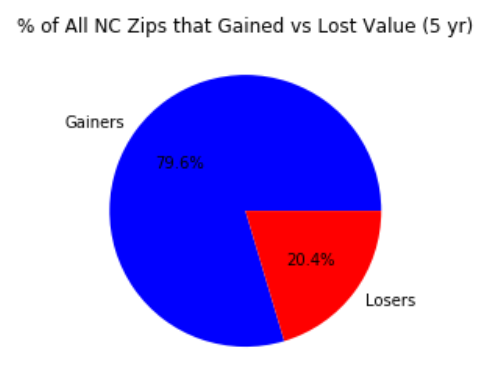 % of All NC Zips that Gained vs Lost Value (5 yr)
Gainers
79.6%
20.4%
Losers